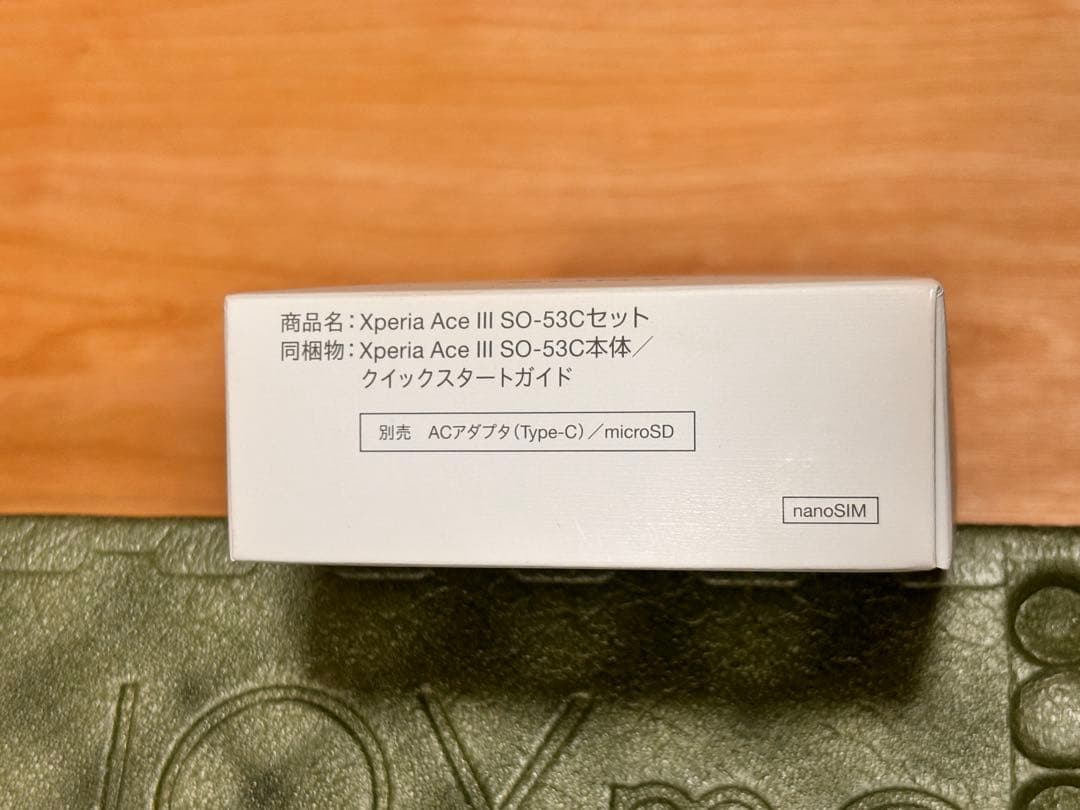 商品名：Xperia Ace III SO-53Cセット
同梱物：Xperia Ace III SO-53C本体／
クイックスタートガイド
別売　ACアダプタ（Type-C）／microSD
nanoSIM